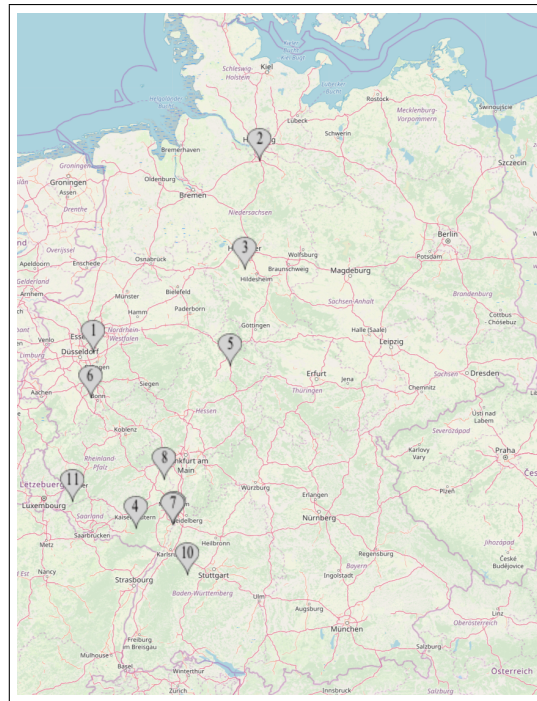 Kiel
Schleswig-
Holstein
Rostock
Mecklenburg-
Vorpommern
Świnoujście
Lübeck
Schwerin
2
Bremerhaven
Szczecin
Groningen
Groningen
Assen
Oldenburg
Bremen
Drenthe
Niedersachsen
Berlin
3
Overijssel
Wolfsburg
Potsdam
Apeldoorn
Enschede
Osnabrück
Braunschweig
Magdeburg
Hildesheim
Gelderland
Arnhem
Münster
Bielefeld
Brandenburg
Hamm
Paderborn
Sachsen-Anhalt
Cottbus
Chóśebuz
1
Göttingen
Halle (Saale)
Leipzig
Venlo
Nordrhein-
Westfalen
5
Düsseldorf
Limburg
Erfurt
Jena
Dresden
6
Siegen
Thüringen
Chemnitz
Sachsen
Aachen
Bonn
Hessen
Koblenz
Ústí nad
Labem
8
Severozápad
Rheinland-
Pfalz
Frankfurt am
Main
Karlovy
Vary
Praha
11
Lëtzebuerg
Luxembourg
Würzburg
Erlangen
Plzeň
4
7
Saarland
Heidelberg
Nürnberg
Saarbrücken
Metz
10
Heilbronn
Regensburg
Jihozápad
Bayern
České
Budějovice
Nancy
Strasbourg
Stuttgart
Ingolstadt
Baden-Württemberg
Ulm
Augsburg
Linz
München
Oberösterreich
Freiburg
im Breisgau
Salzburg
Mulhouse
Basel
Winterthur
Zürich
Innsbruck
Salzburg
Österreich